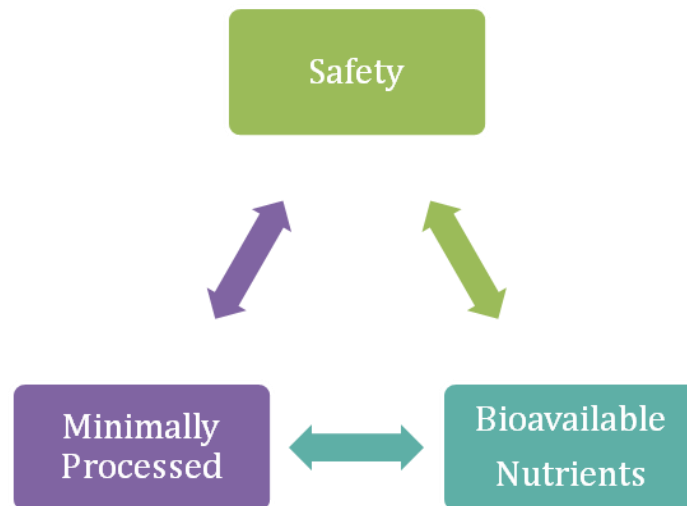 Safety
Minimally
Processed
Bioavailable
Nutrients